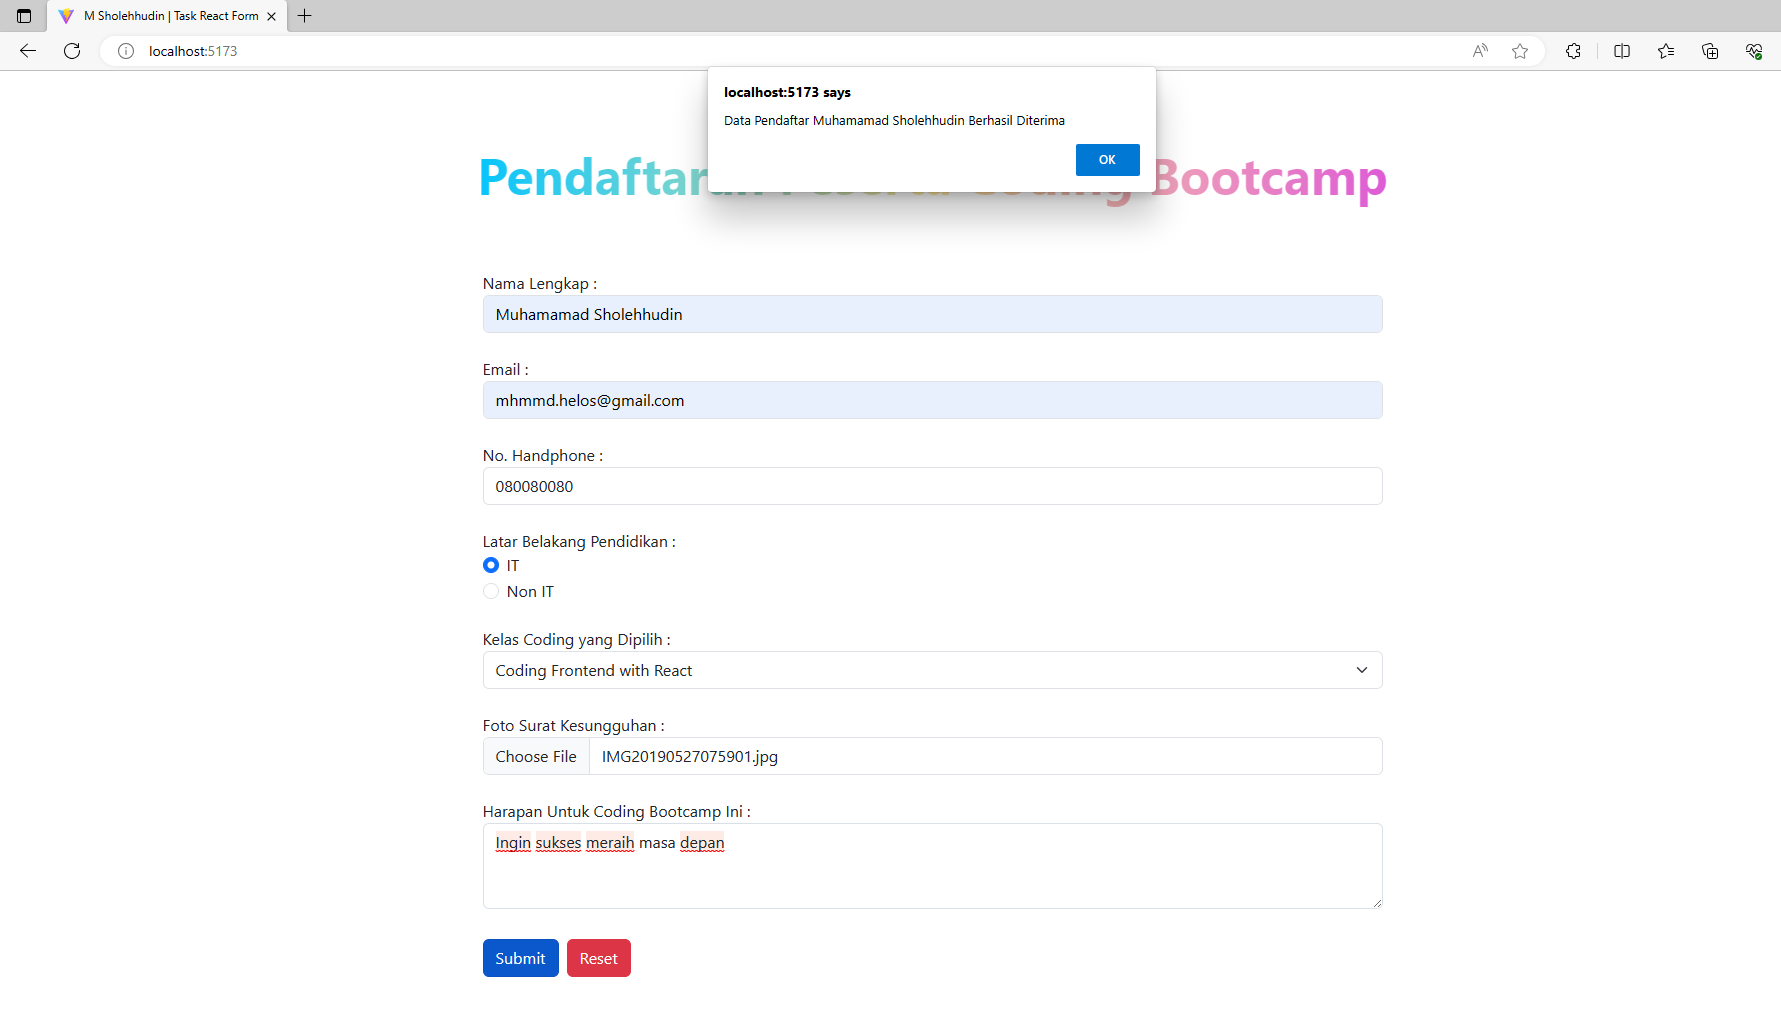 M Sholehhudin | Task React Form
localhost:5173
localhost:5173 says
Data Pendaftar Muhamamad Sholehhudin Berhasil Diterima
OK
Pendaftaran Peserta Coding Bootcamp
Nama Lengkap :
Muhamamad Sholehhudin
Email :
mhmmd.helos@gmail.com
No. Handphone :
080080080
Latar Belakang Pendidikan :
IT
Non IT
Kelas Coding yang Dipilih :
Coding Frontend with React
Foto Surat Kesungguhan :
Choose File IMG20190527075901.jpg
Harapan Untuk Coding Bootcamp Ini :
Ingin sukses meraih masa depan
Submit Reset